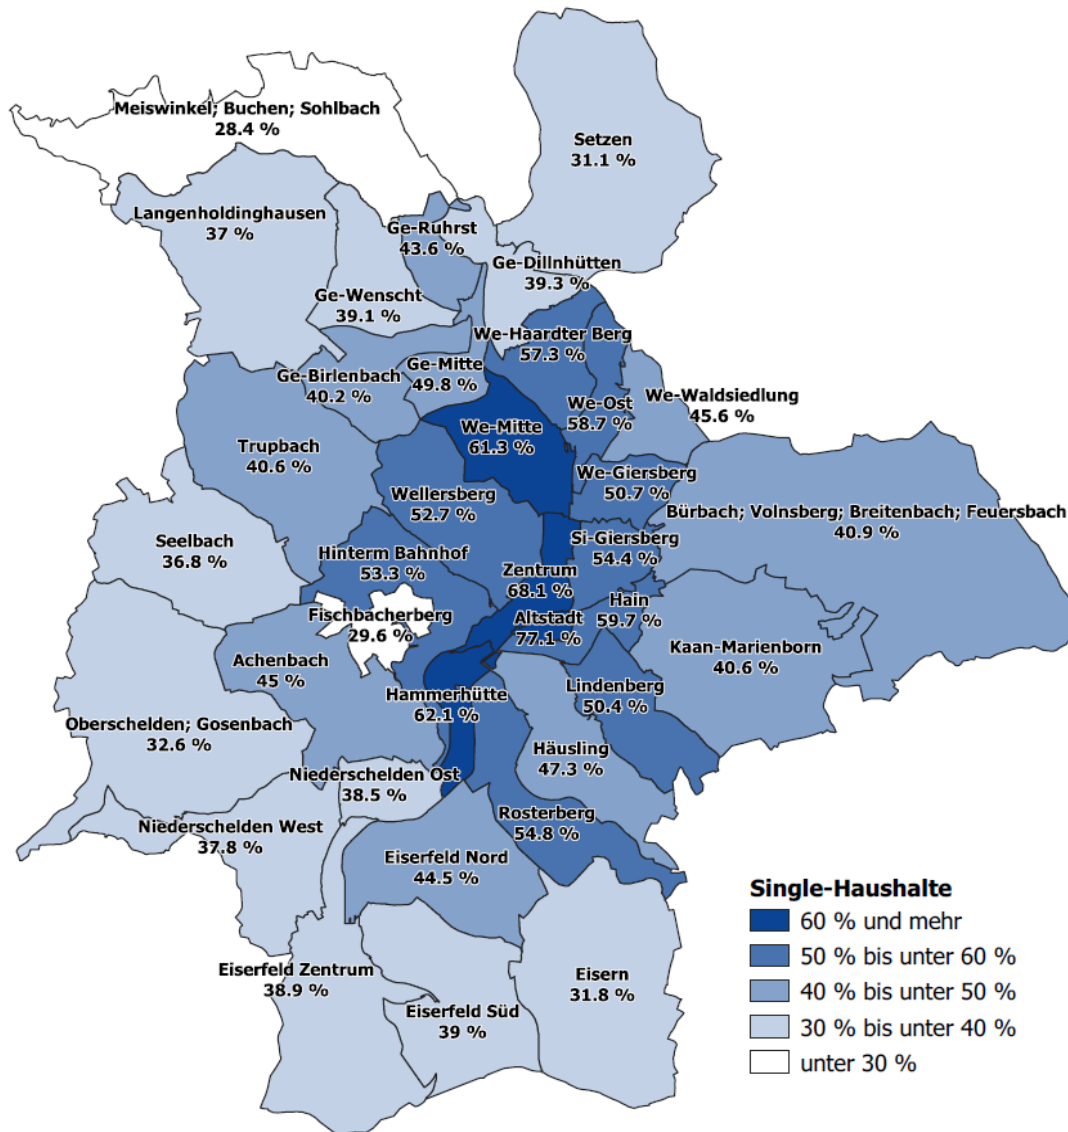 Meiswinkel; Buchen; Sohlbach
28.4 %
Setzen
31.1 %
Langenholdinghausen
37 %
Ge-Ruhrst
43.6 %
Ge-Dillnhütten
39.3 %
Ge-Wenscht
39.1 %
We-Haardter Berg
57.3 %
Ge-Mitte
49.8 %
Ge-Birlenbach
40.2 %
We-Waldsiedlung
45.6 %
We-Ost
58.7 %
We-Mitte
61.3 %
Trupbach
40.6 %
We-Giersberg
50.7 %
Wellersberg
52.7 %
Bürbach; Volnsberg; Breitenbach; Feuersbach
40.9 %
Seelbach
36.8 %
Si-Giersberg
54.4 %
Hinterm Bahnhof
53.3 %
Zentrum
68.1 %
Hain
59.7 %
Fischbacherberg
29.6 %
Altstadt
77.1 %
Kaan-Marienborn
40.6 %
Achenbach
45 %
Lindenberg
50.4 %
Hammerhütte
62.1 %
Oberschelden; Gosenbach
32.6 %
Häusling
47.3 %
Niederschelden Ost
38.5 %
Rosterberg
54.8 %
Niederschelden West
37.8 %
Eiserfeld Nord
44.5 %
Eiserfeld Zentrum
38.9 %
Eisern
31.8 %
Eiserfeld Süd
39 %
Single-Haushalte
60 % und mehr
50 % bis unter 60 %
40 % bis unter 50 %
30 % bis unter 40 %
unter 30 %